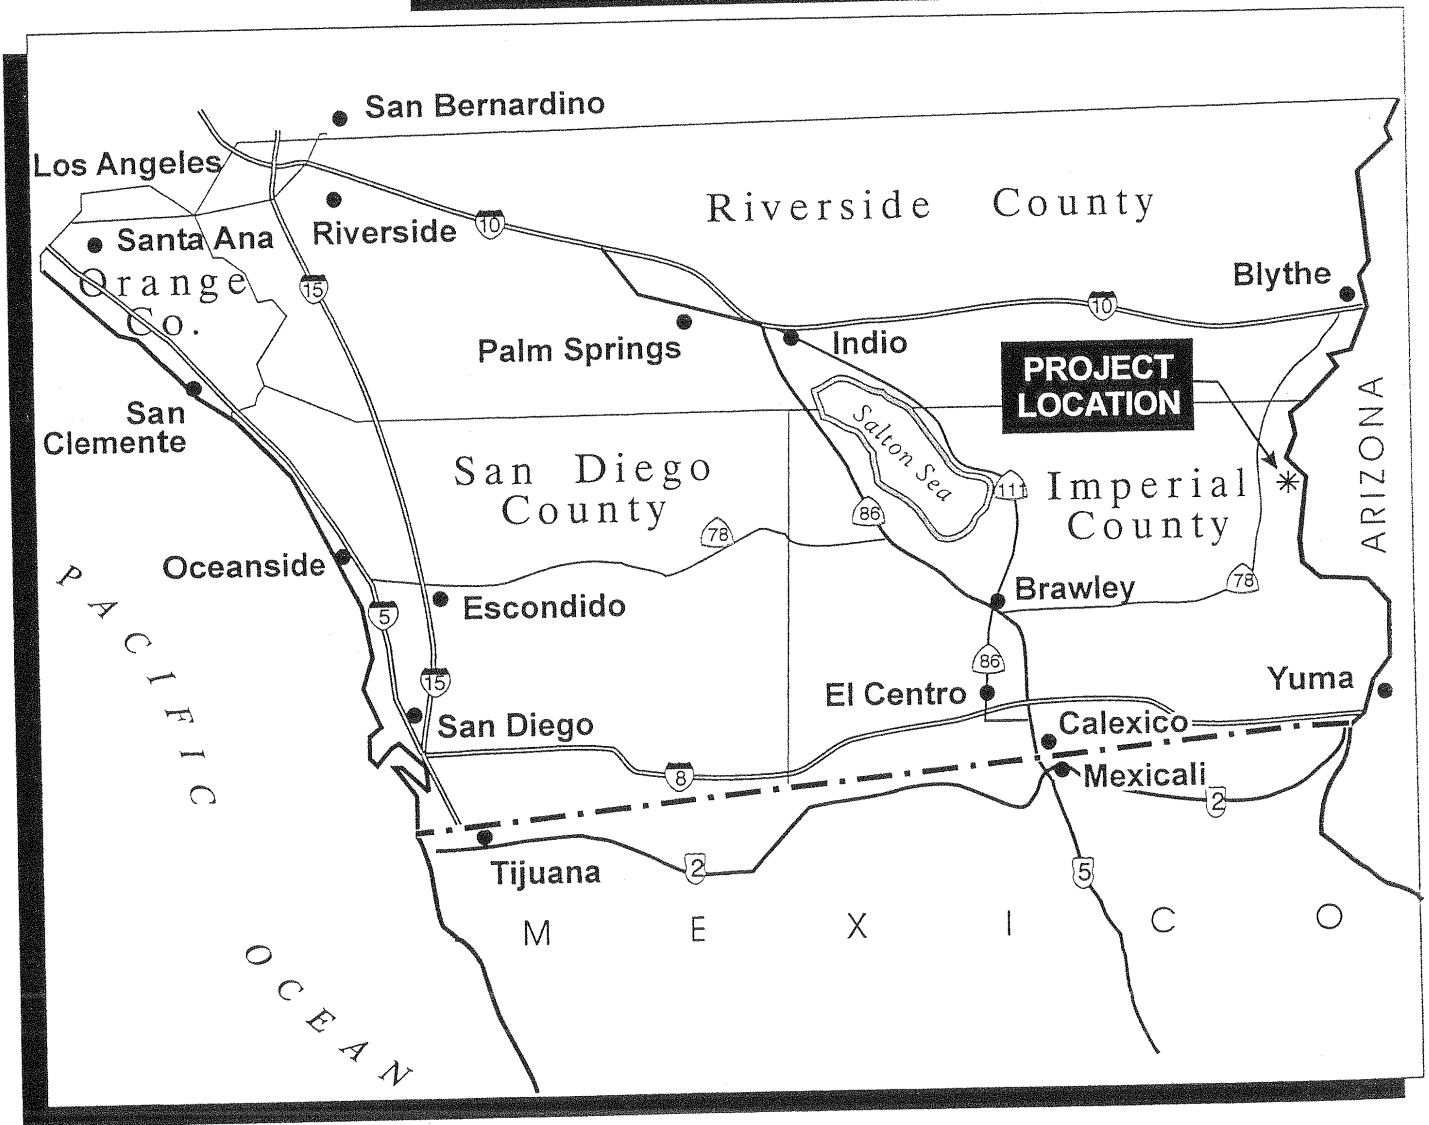 San Bernardino
Los Angeles
Riverside County
Santa Ana
Riverside
10
Orange
Co.
15
Blythe
10
Palm Springs
Indio
PROJECT
LOCATION
San
Clemente
Salton Sea
ARIZONA
San Diego
County
111
Imperial
County
86
78
Oceanside
PACIFIC
Escondido
5
Brawley
78
86
15
El Centro
Yuma
San Diego
Calexico
8
Mexicali
2
Tijuana
2
5
MEXICO
OCEAN